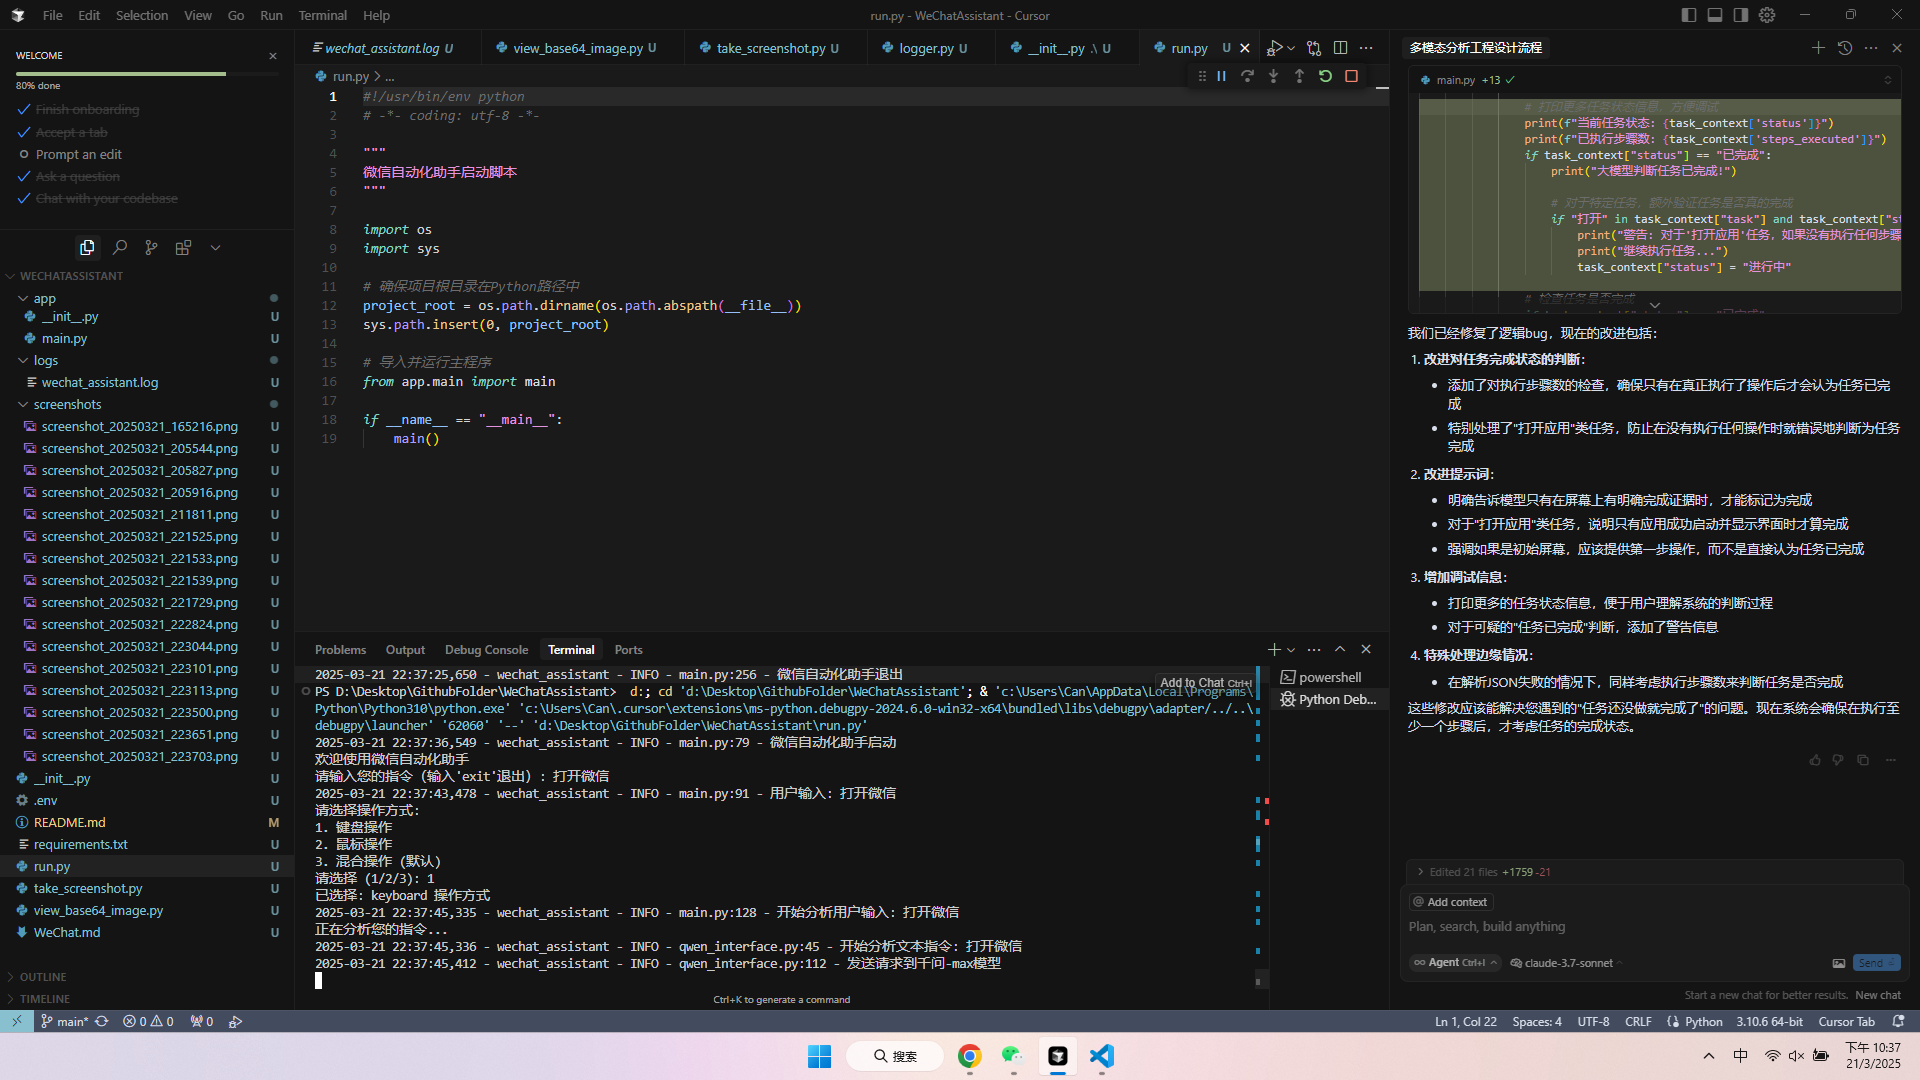 File Edit Selection View Go Run Terminal Help
run.py - WeChatAssistant - Cursor
WELCOME
80% done
Finish onboarding
Accept a tab
Prompt an edit
Ask a question
Chat with your codebase
WECHATASSISTANT
app
__init__.py U
main.py U
logs
wechat_assistant.log U
screenshots
screenshot_20250321_165216.png U
screenshot_20250321_205544.png U
screenshot_20250321_205827.png U
screenshot_20250321_205916.png U
screenshot_20250321_211811.png U
screenshot_20250321_221525.png U
screenshot_20250321_221533.png U
screenshot_20250321_221539.png U
screenshot_20250321_221729.png U
screenshot_20250321_222824.png U
screenshot_20250321_223044.png U
screenshot_20250321_223101.png U
screenshot_20250321_223113.png U
screenshot_20250321_223500.png U
screenshot_20250321_223651.png U
screenshot_20250321_223703.png U
__init__.py U
.env U
README.md M
requirements.txt U
run.py U
take_screenshot.py U
view_base64_image.py U
WeChat.md U
OUTLINE
TIMELINE
wechat_assistant.log U
view_base64_image.py U
take_screenshot.py U
logger.py U
__init__.py .\ U
run.py U
run.py > ...
1 #!/usr/bin/env python
2 # -*- coding: utf-8 -*-
3
4 """
5 微信自动化助手启动脚本
6 """
7
8 import os
9 import sys
10
11 # 确保项目根目录在Python路径中
12 project_root = os.path.dirname(os.path.abspath(__file__))
13 sys.path.insert(0, project_root)
14
15 # 导入并运行主程序
16 from app.main import main
17
18 if __name__ == "__main__":
19 main()
Problems Output Debug Console Terminal Ports
2025-03-21 22:37:25,650 - wechat_assistant - INFO - main.py:256 - 微信自动化助手退出
Add to Chat Ctrl+l
PS D:\Desktop\GithubFolder\WeChatAssistant> d:; cd 'd:\Desktop\GithubFolder\WeChatAssistant'; & 'c:\Users\Can\AppData\Local\Programs\
Python\Python310\python.exe' 'c:\Users\Can\.cursor\extensions\ms-python.debugpy-2024.6.0-win32-x64\bundled\libs\debugpy\adapter/../..\
debugpy\launcher' '62060' '--' 'd:\Desktop\GithubFolder\WeChatAssistant\run.py'
2025-03-21 22:37:36,549 - wechat_assistant - INFO - main.py:79 - 微信自动化助手启动
欢迎使用微信自动化助手
请输入您的指令 (输入'exit'退出) : 打开微信
2025-03-21 22:37:43,478 - wechat_assistant - INFO - main.py:91 - 用户输入: 打开微信
请选择操作方式:
1. 键盘操作
2. 鼠标操作
3. 混合操作 (默认)
请选择 (1/2/3): 1
已选择: keyboard 操作方式
2025-03-21 22:37:45,335 - wechat_assistant - INFO - main.py:128 - 开始分析用户输入: 打开微信
正在分析您的指令...
2025-03-21 22:37:45,336 - wechat_assistant - INFO - qwen_interface.py:45 - 开始分析文本指令: 打开微信
2025-03-21 22:37:45,412 - wechat_assistant - INFO - qwen_interface.py:112 - 发送请求到千问-max模型
Ctrl+K to generate a command
powershell
Python Deb...
多模态分析工程设计流程
main.py +13
# 打印更多任务状态信息, 方便调试
print(f"当前任务状态: {task_context['status']}")
print(f"已执行步骤数: {task_context['steps_executed']}")
if task_context["status"] == "已完成":
print("大模型判断任务已完成!")
# 对于特定任务, 额外验证任务是否真的完成
if "打开" in task_context["task"] and task_context["st
print("警告: 对于'打开应用'任务, 如果没有执行任何步骤
print("继续执行任务...")
task_context["status"] = "进行中"
# 检查任务是否完成
我们已经修复了逻辑bug，现在的改进包括：
1. 改进对任务完成状态的判断：
• 添加了对执行步骤数的检查，确保只有在真正执行了操作后才会认为任务已完
成
• 特别处理了"打开应用"类任务，防止在没有执行任何操作时就错误地判断为任务
完成
2. 改进提示词：
• 明确告诉模型只有在屏幕上有明确完成证据时，才能标记为完成
• 对于"打开应用"类任务，说明只有应用成功启动并显示界面时才算完成
• 强调如果是初始屏幕，应该提供第一步操作，而不是直接认为任务已完成
3. 增加调试信息：
• 打印更多的任务状态信息，便于用户理解系统的判断过程
• 对于可疑的"任务已完成"判断，添加了警告信息
4. 特殊处理边缘情况：
• 在解析JSON失败的情况下，同样考虑执行步骤数来判断任务是否完成
这些修改应该能解决您遇到的"任务还没做就完成了"的问题。现在系统会确保在执行至
少一个步骤后，才考虑任务的完成状态。
Edited 21 files +1759 -21
@ Add context
Plan, search, build anything
Agent Ctrl+I claude-3.7-sonnet Send
Start a new chat for better results. New chat
main* 0 0 0
Ln 1, Col 22 Spaces: 4 UTF-8 CRLF Python 3.10.6 64-bit Cursor Tab
搜索
中
下午 10:37
21/3/2025